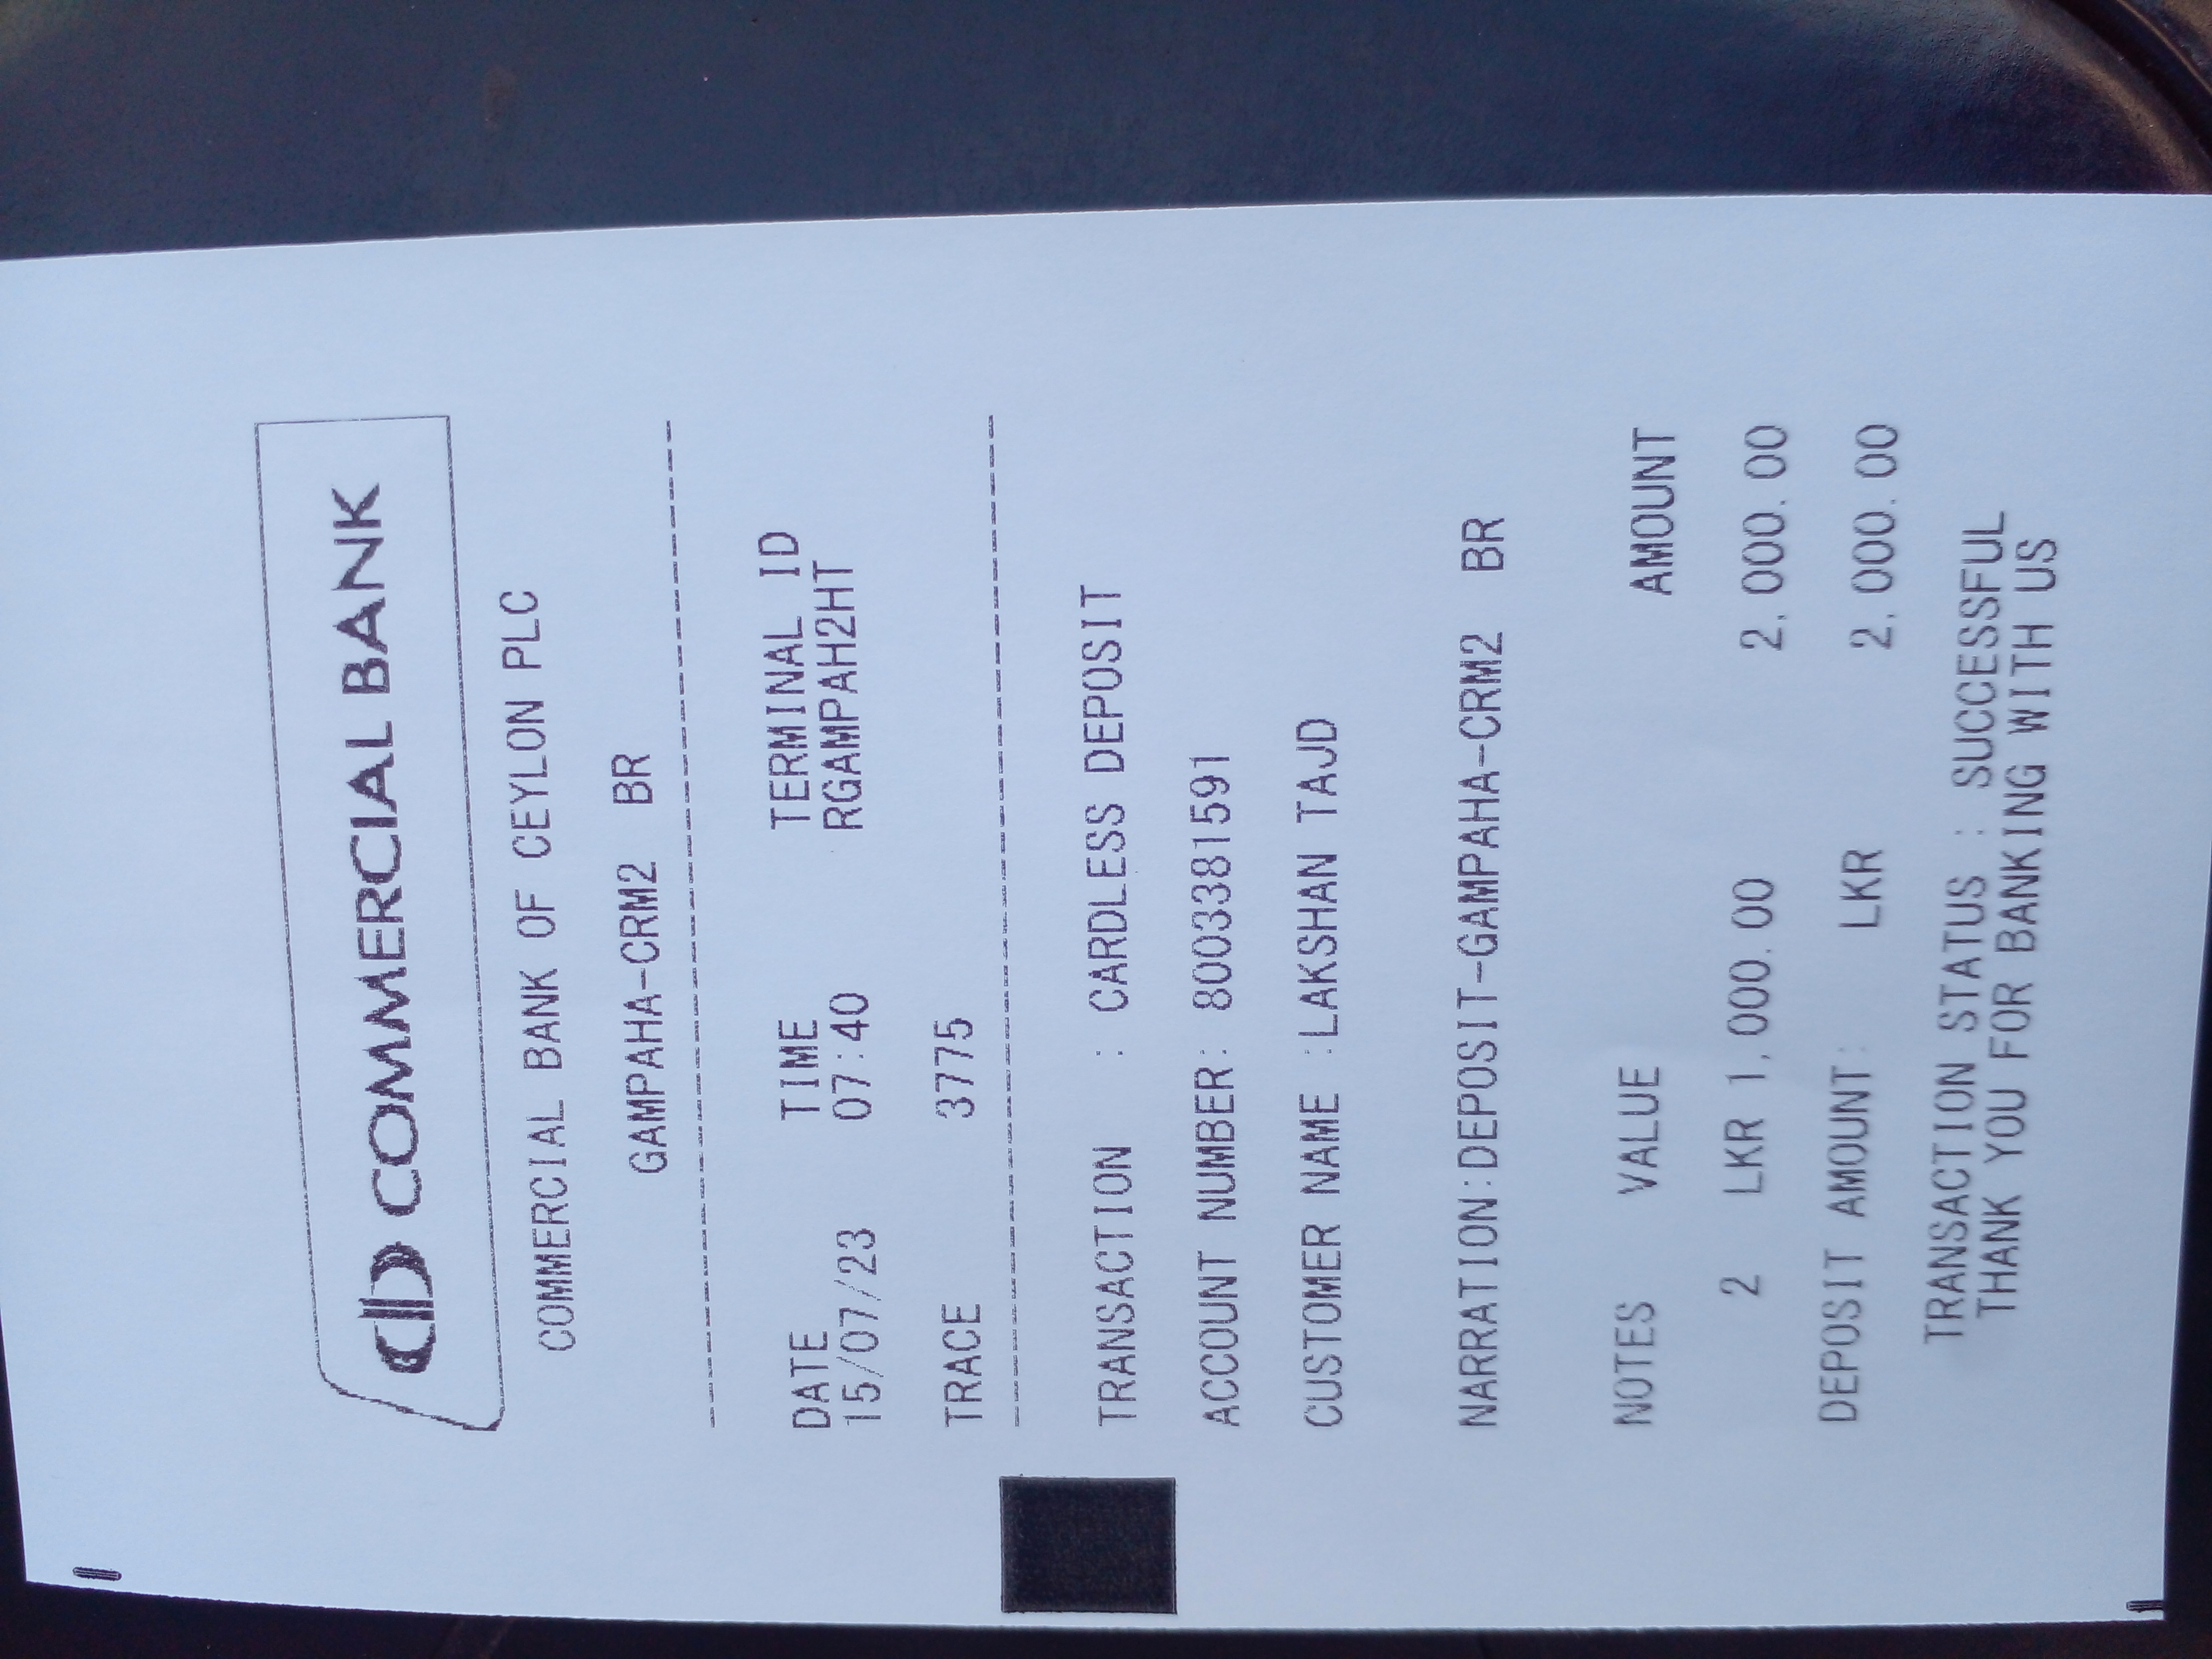 COMMERCIAL BANK
COMMERCIAL BANK OF CEYLON PLC
GAMPAHA-CRM2 BR
DATE TIME TERMINAL ID
15/07/23 07:40 RGAMPAH2HT
TRACE 3775
TRANSACTION : CARDLESS DEPOSIT
ACCOUNT NUMBER: 8003381591
CUSTOMER NAME :LAKSHAN TAJD
NARRATION:DEPOSIT-GAMPAHA-CRM2 BR
NOTES VALUE AMOUNT
2 LKR 1,000.00 2,000.00
DEPOSIT AMOUNT: LKR 2,000.00
TRANSACTION STATUS : SUCCESSFUL
THANK YOU FOR BANKING WITH US